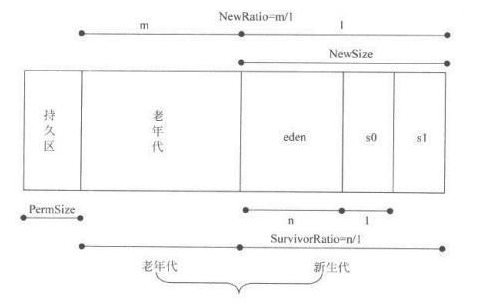 NewRatio=m/1
m
1
NewSize
持久区
老年代
eden
s0
s1
PermSize
n
1
SurvivorRatio=n/1
老年代
新生代